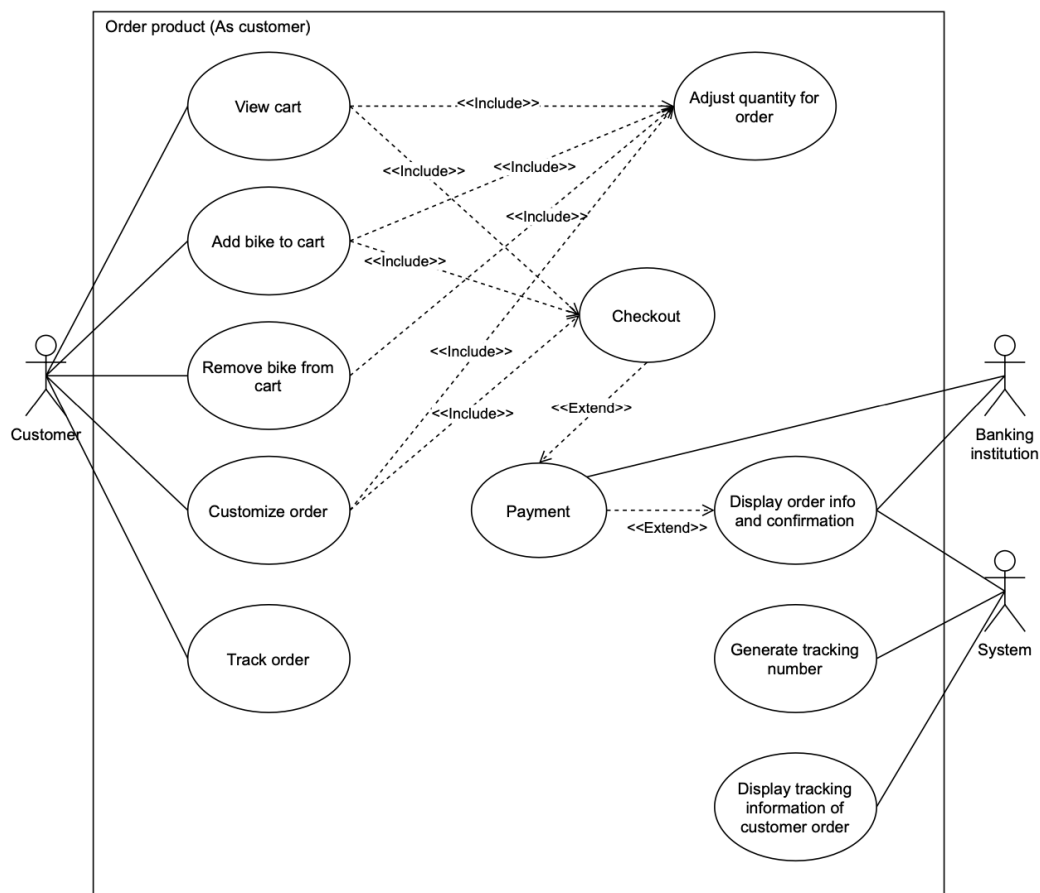 Order product (As customer)
View cart
<<Include>>
Adjust quantity for
order
<<Include>>
<<Include>>
<<Include>>
Add bike to cart
<<Include>>
Checkout
Remove bike from
cart
<<Include>>
<<Include>>
<<Extend>>
Customer
Banking
institution
Customize order
Payment
Display order info
and confirmation
<<Extend>>
Track order
Generate tracking
number
System
Display tracking
information of
customer order